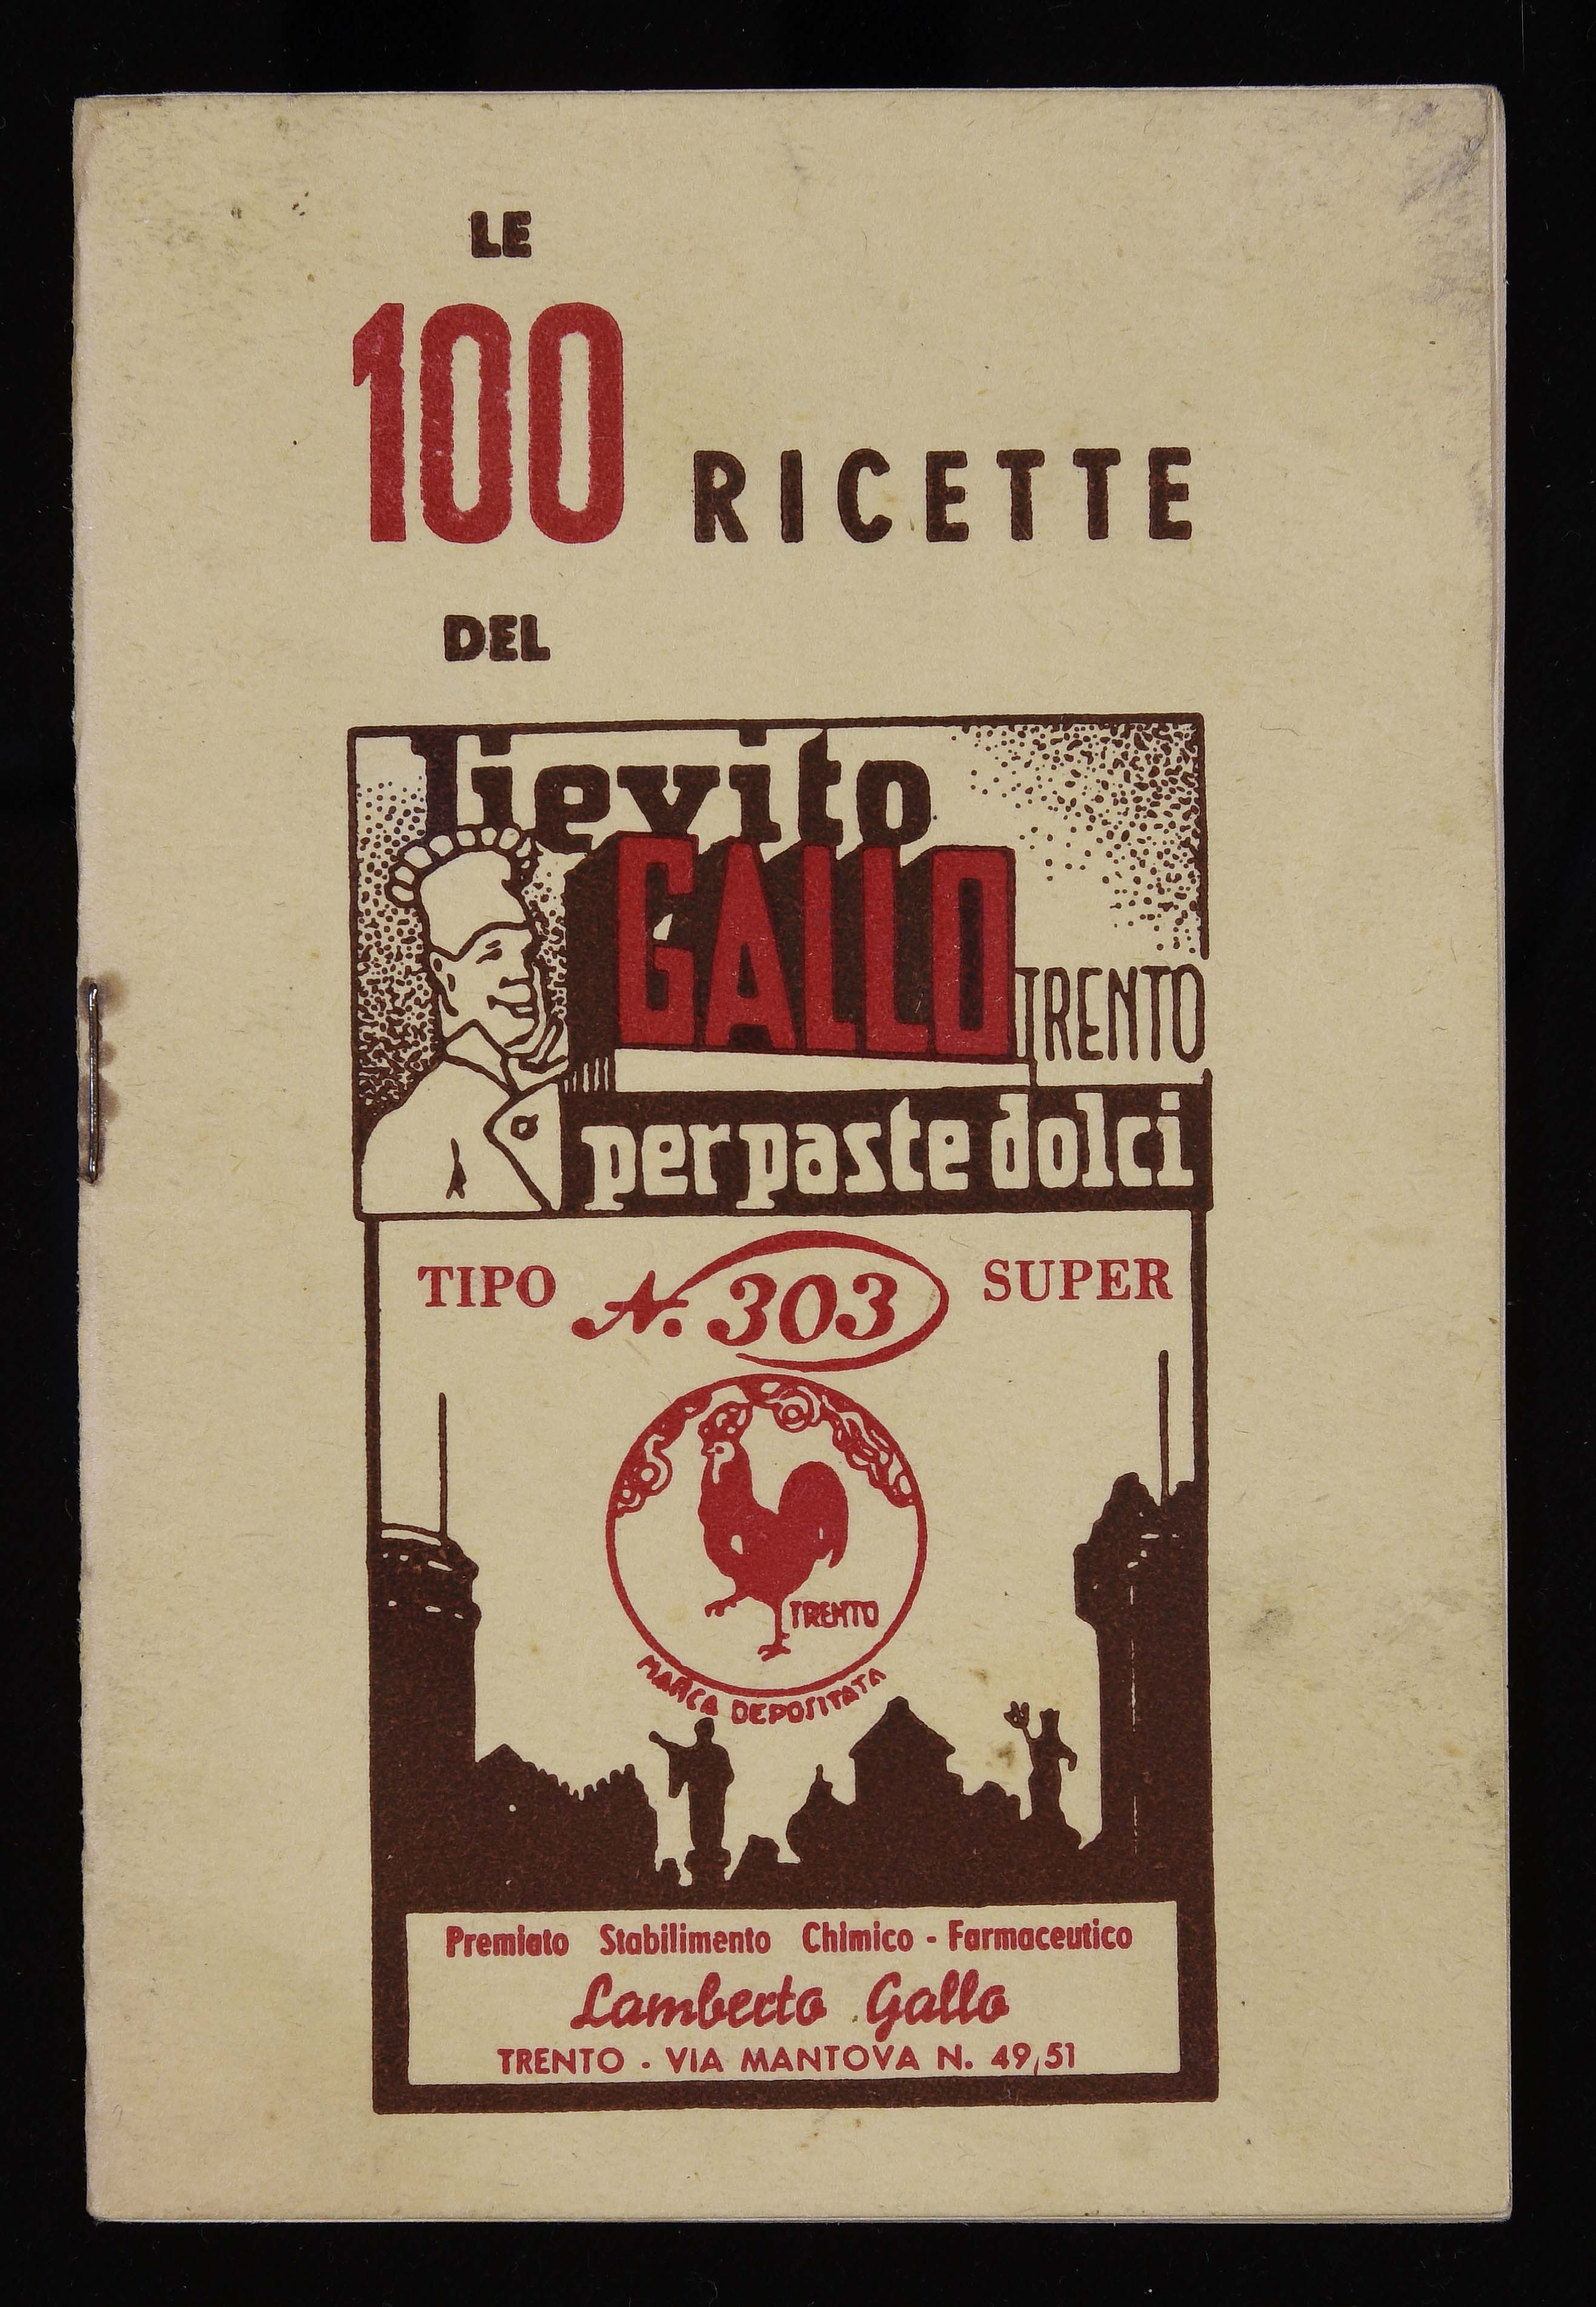 LE
100 RICETTE
DEL
lievito
GALLO
TRENTO
per paste dolci
TIPO N. 303 SUPER
TRENTO
MARCA DEPOSITATA
Premiato Stabilimento Chimico - Farmaceutico
Lamberto Gallo
TRENTO - VIA MANTOVA N. 49,51